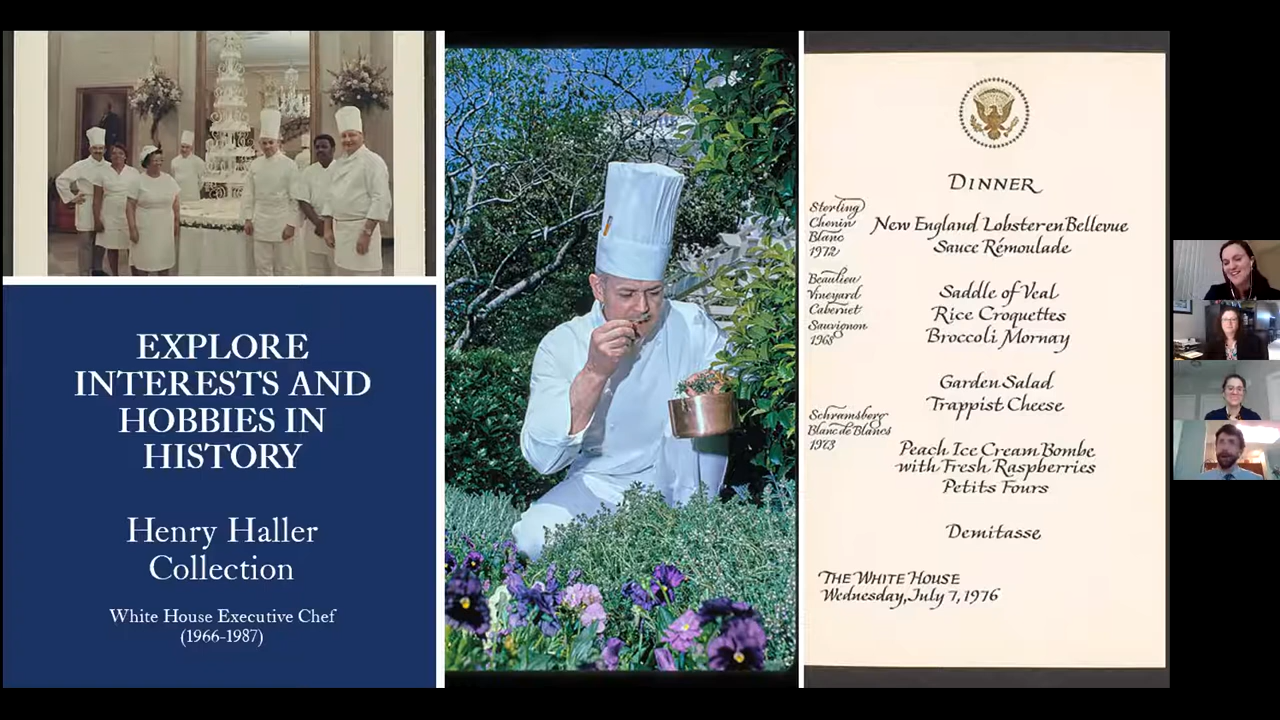 EXPLORE
INTERESTS AND
HOBBIES IN
HISTORY
Henry Haller
Collection
White House Executive Chef
(1966-1987)
DINNER
Sterling
Chenin
Blanc
1972
New England Lobster en Bellevue
Sauce Rémoulade
Beaulieu
Vineyard
Cabernet
Sauvignon
1968
Saddle of Veal
Rice Croquettes
Broccoli Mornay
Garden Salad
Trappist Cheese
Schramsberg
Blanc de Blancs
1973
Peach Ice Cream Bombe
with Fresh Raspberries
Petits Fours
Demitasse
THE WHITE HOUSE
Wednesday, July 7, 1976